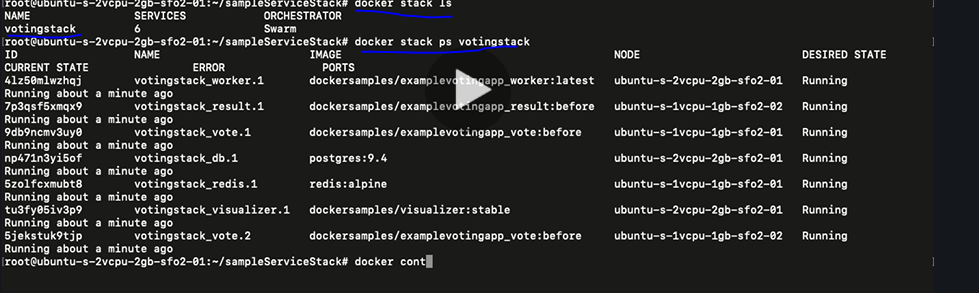 [root@ubuntu-s-2vcpu-2gb-sfo2-01:~/sampleServiceStack# docker stack ls
NAME SERVICES ORCHESTRATOR
votingstack 6 Swarm
[root@ubuntu-s-2vcpu-2gb-sfo2-01:~/sampleServiceStack# docker stack ps votingstack
ID NAME IMAGE NODE DESIRED STATE
CURRENT STATE ERROR PORTS
4lz50mlwzhqj votingstack_worker.1 dockersamples/examplevotingapp_worker:latest ubuntu-s-2vcpu-2gb-sfo2-01 Running
Running about a minute ago
7p3qsf5xmqx9 votingstack_result.1 dockersamples/examplevotingapp_result:before ubuntu-s-1vcpu-1gb-sfo2-02 Running
Running about a minute ago
9db9ncmv3uy0 votingstack_vote.1 dockersamples/examplevotingapp_vote:before ubuntu-s-1vcpu-1gb-sfo2-01 Running
Running about a minute ago
np471n3yi5of votingstack_db.1 postgres:9.4 ubuntu-s-2vcpu-2gb-sfo2-01 Running
Running about a minute ago
5zolfcxmubt8 votingstack_redis.1 redis:alpine ubuntu-s-1vcpu-1gb-sfo2-01 Running
Running about a minute ago
tu3fy05iv3p9 votingstack_visualizer.1 dockersamples/visualizer:stable ubuntu-s-2vcpu-2gb-sfo2-01 Running
Running about a minute ago
5jekstuk9tjp votingstack_vote.2 dockersamples/examplevotingapp_vote:before ubuntu-s-1vcpu-1gb-sfo2-02 Running
Running about a minute ago
[root@ubuntu-s-2vcpu-2gb-sfo2-01:~/sampleServiceStack# docker cont